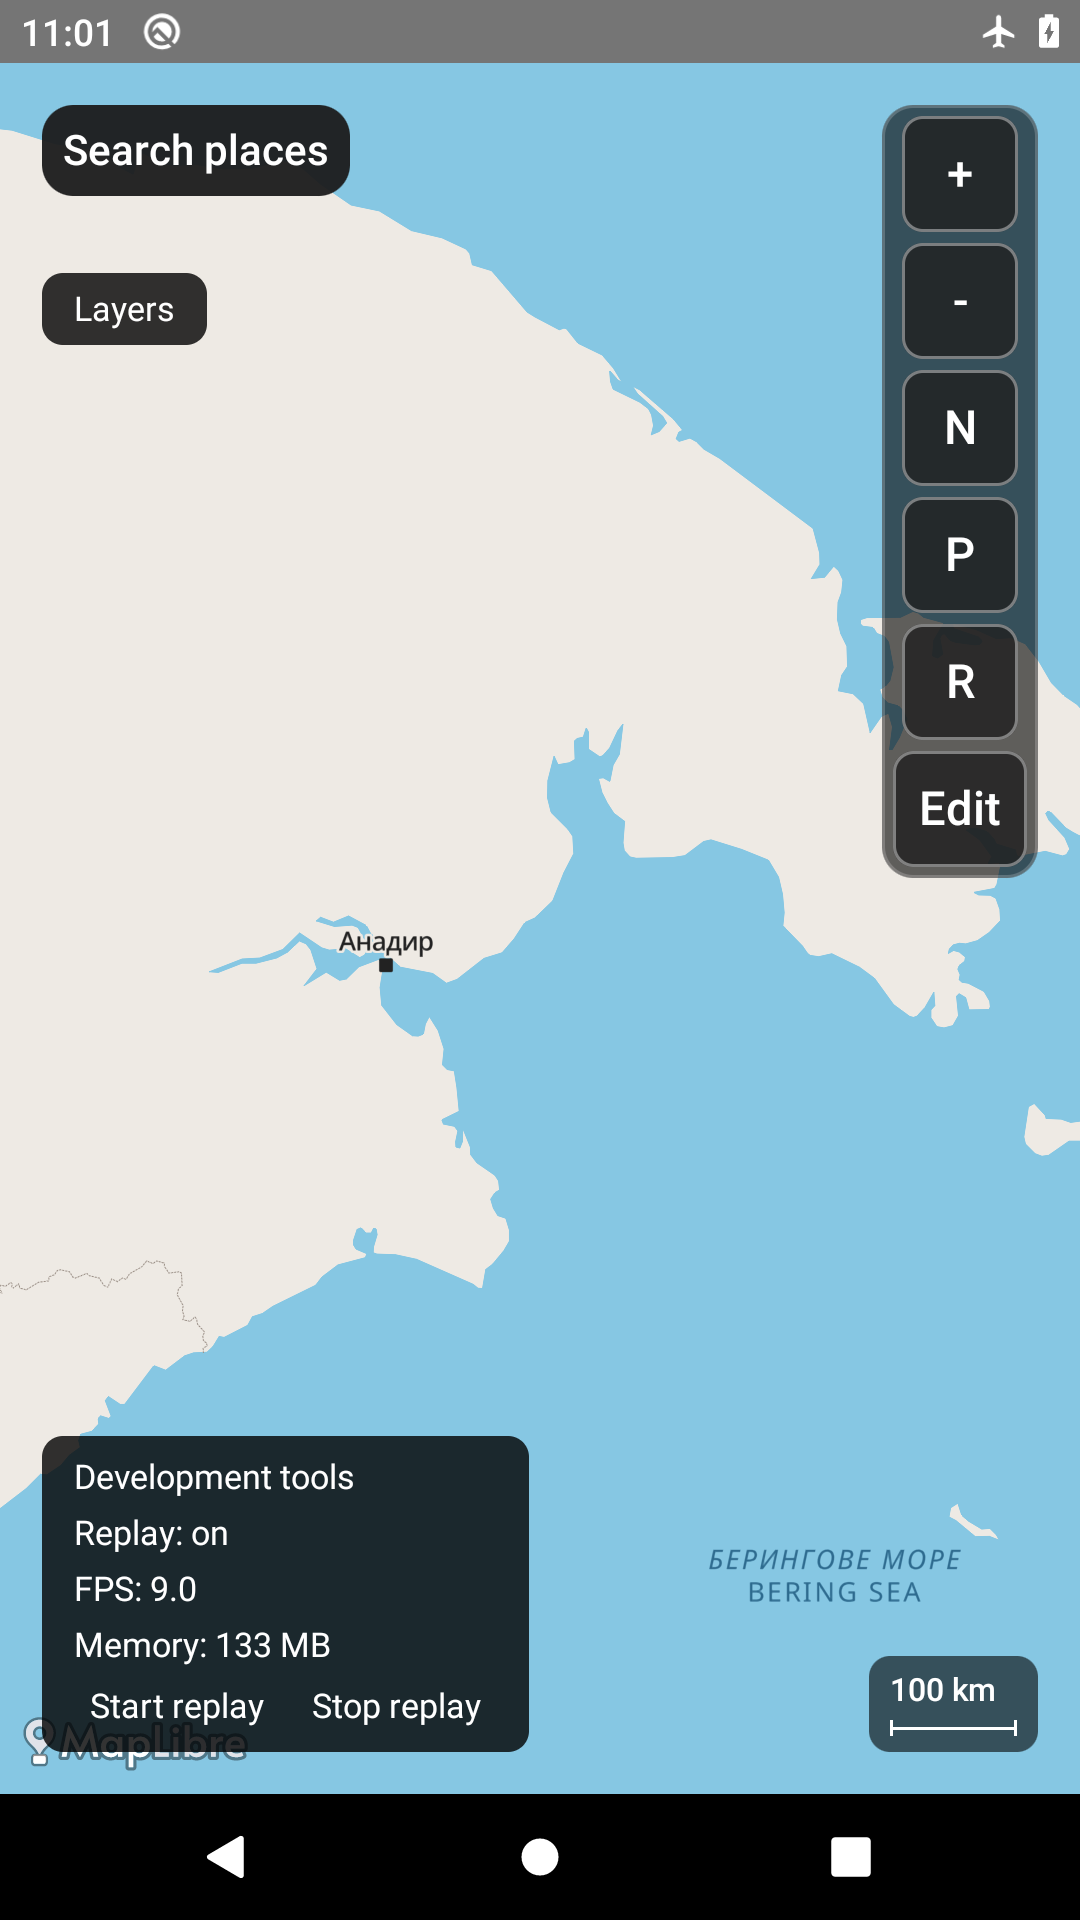 11:01
Search places
+
Layers
-
N
P
R
Edit
Анадир
Development tools
Replay: on
FPS: 9.0
Memory: 133 MB
Start replay Stop replay
MapLibre
БЕРИНГОВЕ МОРЕ
BERING SEA
100 km